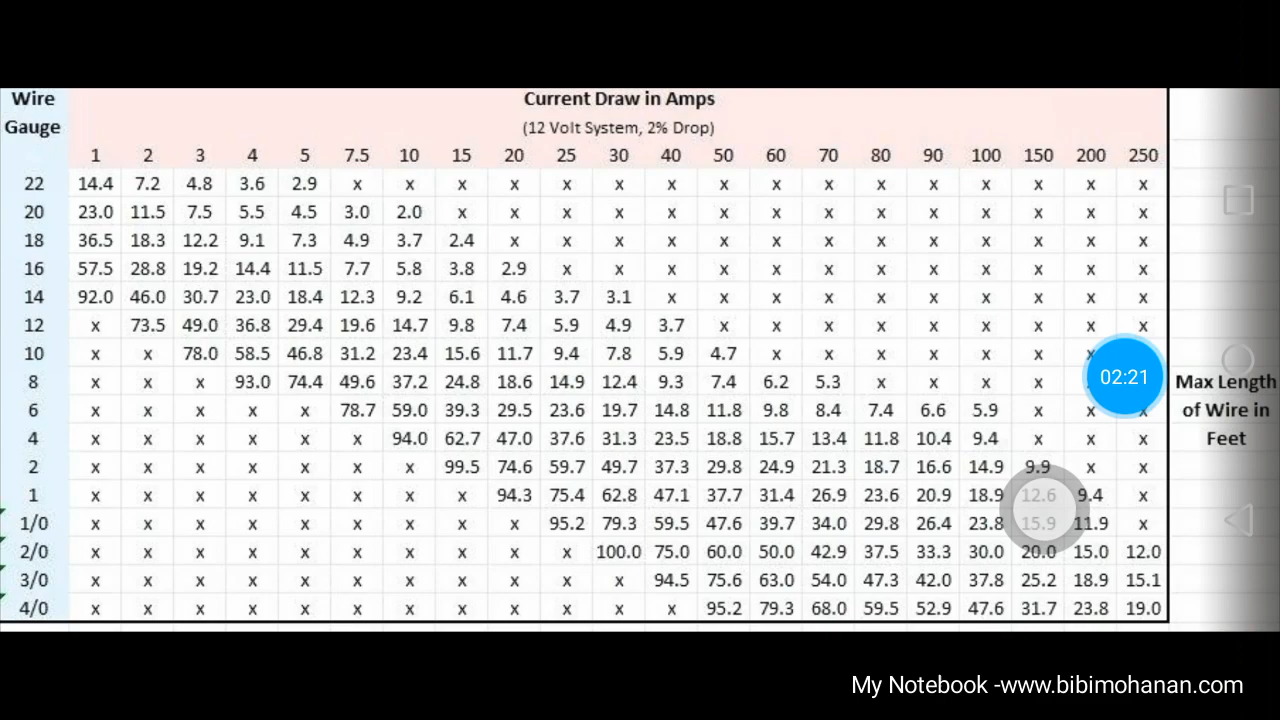 Wire Gauge
Current Draw in Amps
(12 Volt System, 2% Drop)
1 2 3 4 5 7.5 10 15 20 25 30 40 50 60 70 80 90 100 150 200 250
22 14.4 7.2 4.8 3.6 2.9 x x x x x x x x x x x x x x x x
20 23.0 11.5 7.5 5.5 4.5 3.0 2.0 x x x x x x x x x x x x x x
18 36.5 18.3 12.2 9.1 7.3 4.9 3.7 2.4 x x x x x x x x x x x x x
16 57.5 28.8 19.2 14.4 11.5 7.7 5.8 3.8 2.9 x x x x x x x x x x x x
14 92.0 46.0 30.7 23.0 18.4 12.3 9.2 6.1 4.6 3.7 3.1 x x x x x x x x x x
12 x 73.5 49.0 36.8 29.4 19.6 14.7 9.8 7.4 5.9 4.9 3.7 x x x x x x x x x
10 x x 78.0 58.5 46.8 31.2 23.4 15.6 11.7 9.4 7.8 5.9 4.7 x x x x x x x
8 x x x 93.0 74.4 49.6 37.2 24.8 18.6 14.9 12.4 9.3 7.4 6.2 5.3 x x x x
6 x x x x x 78.7 59.0 39.3 29.5 23.6 19.7 14.8 11.8 9.8 8.4 7.4 6.6 5.9 x x x
4 x x x x x x 94.0 62.7 47.0 37.6 31.3 23.5 18.8 15.7 13.4 11.8 10.4 9.4 x x x
2 x x x x x x x 99.5 74.6 59.7 49.7 37.3 29.8 24.9 21.3 18.7 16.6 14.9 9.9 x x
1 x x x x x x x x 94.3 75.4 62.8 47.1 37.7 31.4 26.9 23.6 20.9 18.9 12.6 9.4 x
1/0 x x x x x x x x x 95.2 79.3 59.5 47.6 39.7 34.0 29.8 26.4 23.8 15.9 11.9 x
2/0 x x x x x x x x x x 100.0 75.0 60.0 50.0 42.9 37.5 33.3 30.0 20.0 15.0 12.0
3/0 x x x x x x x x x x x 94.5 75.6 63.0 54.0 47.3 42.0 37.8 25.2 18.9 15.1
4/0 x x x x x x x x x x x x 95.2 79.3 68.0 59.5 52.9 47.6 31.7 23.8 19.0
02:21
Max Length
of Wire in
Feet
My Notebook -www.bibimohanan.com